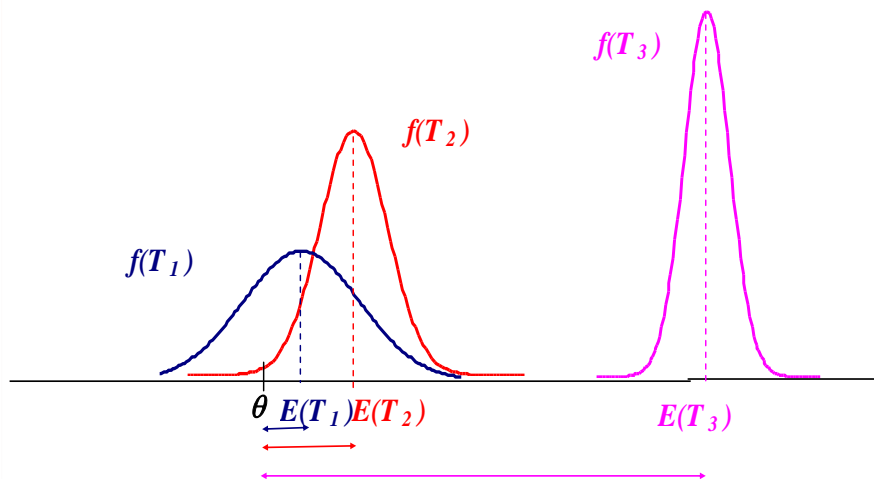 f(T₃)
f(T₂)
f(T₁)
θ E(T₁) E(T₂) E(T₃)